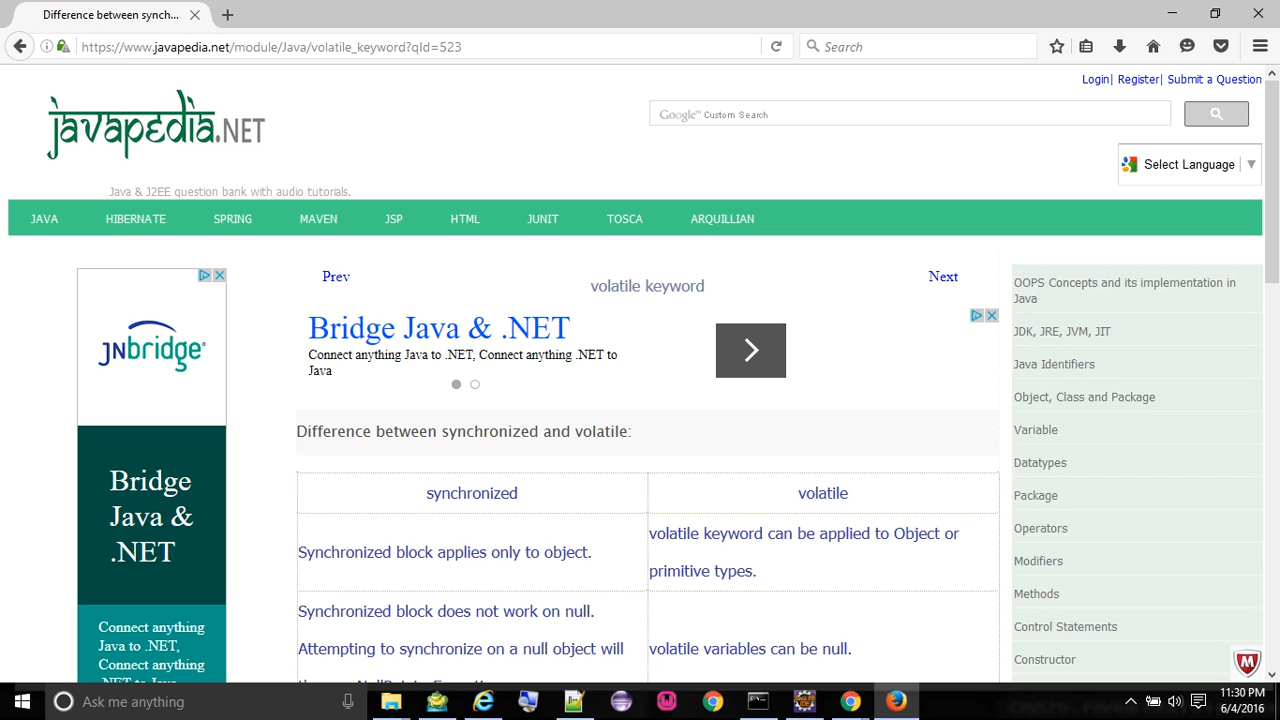 Difference between synch...
https://www.javapedia.net/module/Java/volatile_keyword?qId=523
Search
Login| Register| Submit a Question
javapedia.NET
Google™ Custom Search
Select Language
Java & J2EE question bank with audio tutorials.
JAVA HIBERNATE SPRING MAVEN JSP HTML JUNIT TOSCA ARQUILLIAN
Prev
volatile keyword
Next
Bridge Java & .NET
Connect anything Java to .NET, Connect anything .NET to
Java
jnbridge
Bridge
Java &
.NET
Connect anything
Java to .NET,
Connect anything
.NET to Java
Difference between synchronized and volatile:
synchronized
volatile
Synchronized block applies only to object.
volatile keyword can be applied to Object or
primitive types.
Synchronized block does not work on null.
Attempting to synchronize on a null object will
volatile variables can be null.
OOPS Concepts and its implementation in
Java
JDK, JRE, JVM, JIT
Java Identifiers
Object, Class and Package
Variable
Datatypes
Package
Operators
Modifiers
Methods
Control Statements
Constructor
Ask me anything
11:30 PM
6/4/2016